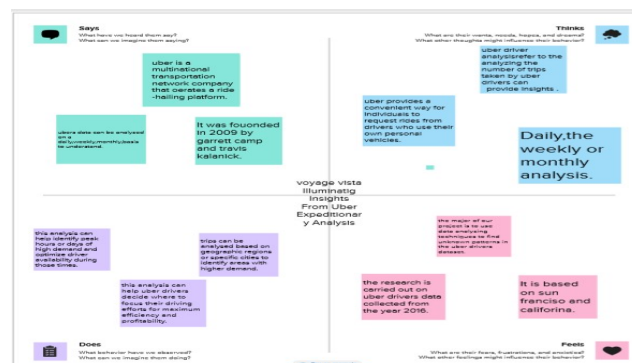 Says
What have we heard them say?
What can we imagine them saying?
Thinks
What are their wants, needs, hopes, and dreams?
What other thoughts might influence their behavior?
uber is a
multinational
transportation
network company
that oerates a ride
-hailing platform.
ubers data can be analysed
on a
daily,weekly,monthly,basis
to understand.
It was fouonded
in 2009 by
garrett camp
and travis
kalanick.
uber driver
analysisrefer to the
analyzing the
number of trips
taken by uber
drivers can
provide insights .
uber provides a
convenient way for
individuals to
request rides from
drivers who use their
own personal
vehicles.
Daily,the
weekly or
monthly
analysis.
voyage vista
Illuminatig
Insights
From Uber
Expeditionar
y Analysis
this analysis can
help identify peak
hours or days of
high demand and
optimize driver
availability during
those times.
trips can be
analysed based on
geographic regions
or specific cities to
identify areas with
higher demand.
this analysis can
help uber drivers
decide where to
focus their driving
efforts for maximum
efficiency and
profitability.
the major of our
project is to use
data analysing
techniques to find
unknown patterns in
the uber drivers
dataset.
the research is
carried out on
uber drivers data
collected from
the year 2016.
It is based
on sun
franciso and
califorina.
Does
What behavior have we observed?
What can we imagine them doing?
Feels
What are their fears, frustrations, and anxieties?
What other feelings might influence their behavior?